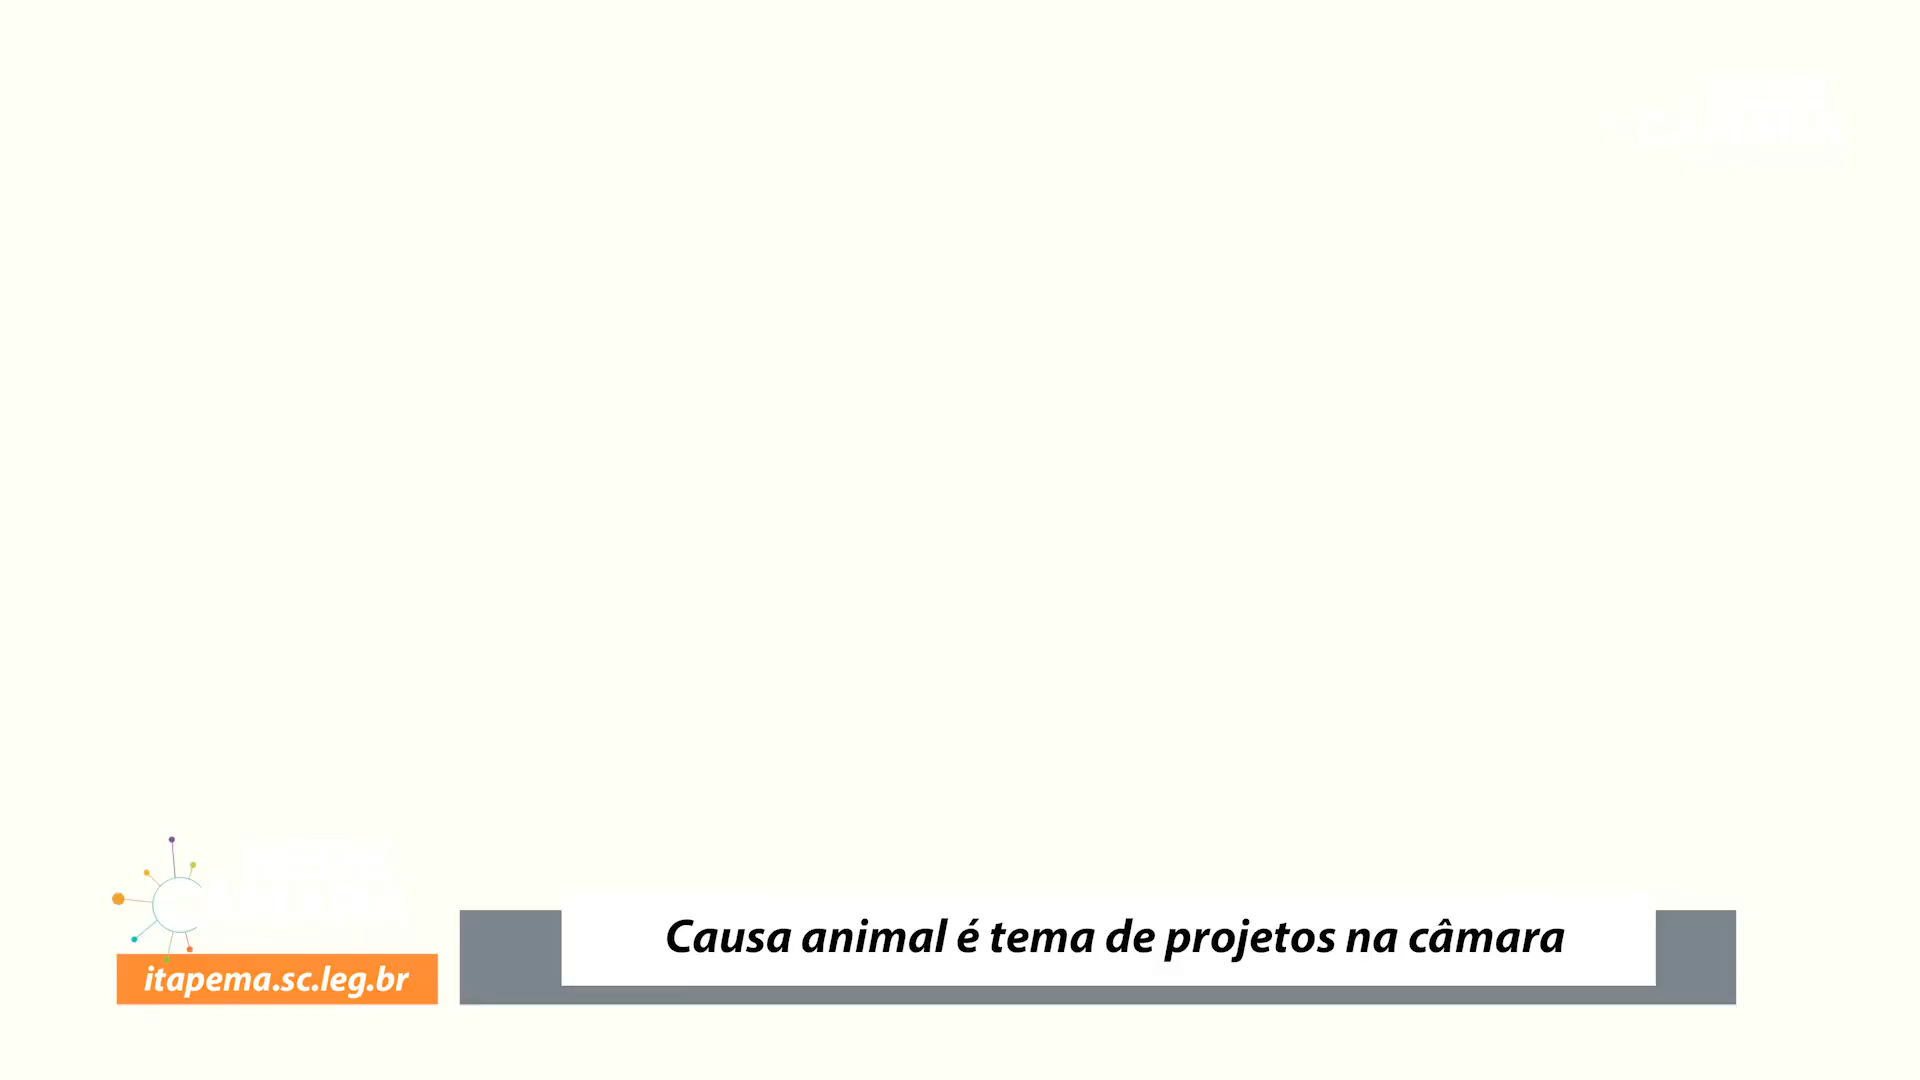 Causa animal é tema de projetos na câmara
itapema.sc.leg.br